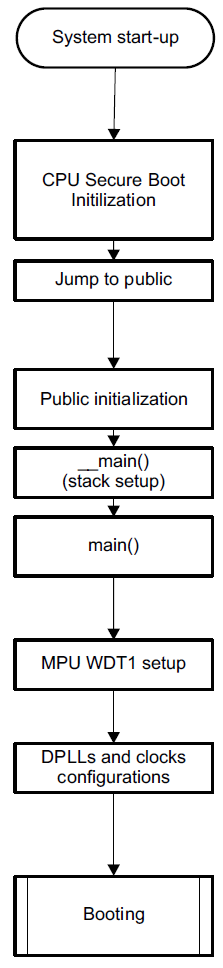 System start-up
CPU Secure Boot
Initilization
Jump to public
Public initialization
__main()
(stack setup)
main()
MPU WDT1 setup
DPLLs and clocks
configurations
Booting